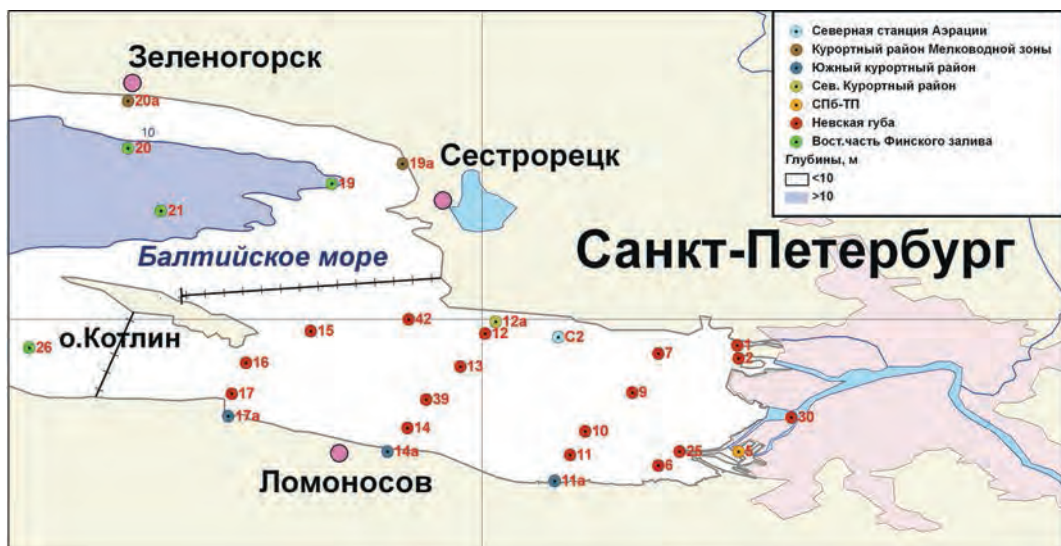 Зеленогорск
20а
10
20
19а
Сестрорецк
19
21
Балтийское море
Санкт-Петербург
Северная станция Аэрации
Курортный район Мелководной зоны
Южный курортный район
Сев. Курортный район
СПб-ТП
Невская губа
Вост.часть Финского залива
Глубины, м
<10
>10
42
12а
15
12
С2
о.Котлин
26
1
2
7
16
13
17
39
9
17а
30
14
10
14а
11
25
5
6
Ломоносов
11а